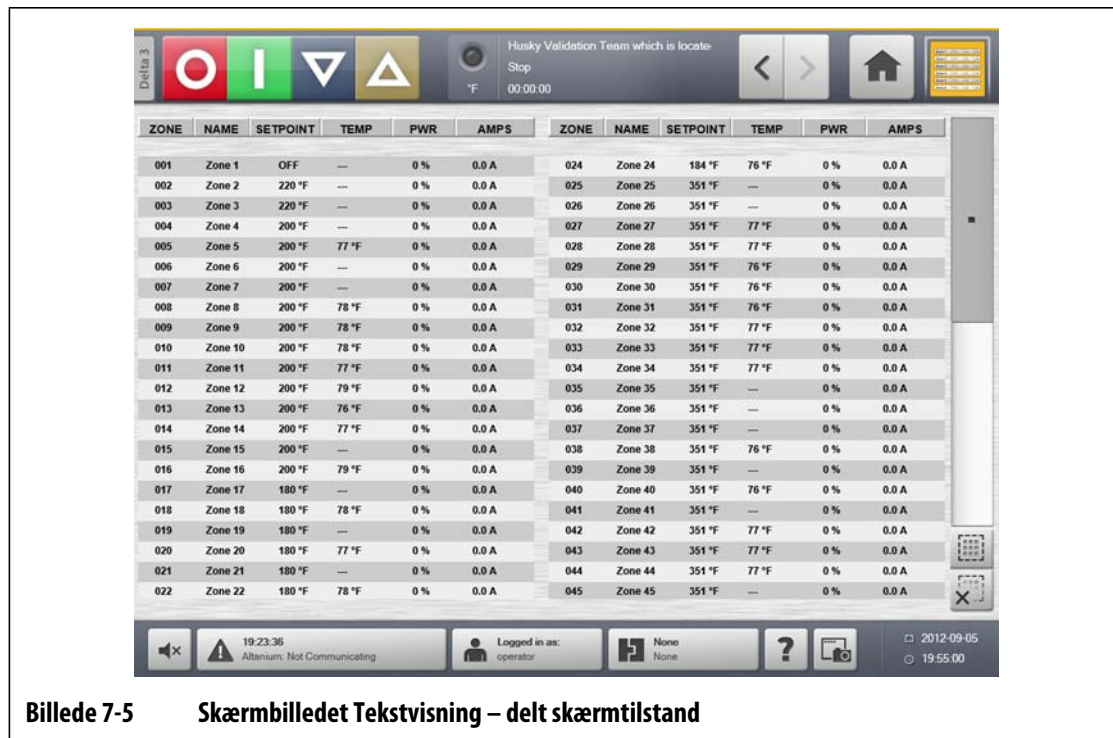 Delta 3
Husky Validation Team which is locate
Stop
°F 00:00:00
ZONE NAME SETPOINT TEMP PWR AMPS ZONE NAME SETPOINT TEMP PWR AMPS
001 Zone 1 OFF --- 0 % 0.0 A 024 Zone 24 184 °F 76 °F 0 % 0.0 A
002 Zone 2 220 °F --- 0 % 0.0 A 025 Zone 25 351 °F --- 0 % 0.0 A
003 Zone 3 220 °F --- 0 % 0.0 A 026 Zone 26 351 °F --- 0 % 0.0 A
004 Zone 4 200 °F --- 0 % 0.0 A 027 Zone 27 351 °F 77 °F 0 % 0.0 A
005 Zone 5 200 °F 77 °F 0 % 0.0 A 028 Zone 28 351 °F 77 °F 0 % 0.0 A
006 Zone 6 200 °F --- 0 % 0.0 A 029 Zone 29 351 °F 76 °F 0 % 0.0 A
007 Zone 7 200 °F --- 0 % 0.0 A 030 Zone 30 351 °F 76 °F 0 % 0.0 A
008 Zone 8 200 °F 78 °F 0 % 0.0 A 031 Zone 31 351 °F 76 °F 0 % 0.0 A
009 Zone 9 200 °F 78 °F 0 % 0.0 A 032 Zone 32 351 °F 77 °F 0 % 0.0 A
010 Zone 10 200 °F 78 °F 0 % 0.0 A 033 Zone 33 351 °F 77 °F 0 % 0.0 A
011 Zone 11 200 °F 77 °F 0 % 0.0 A 034 Zone 34 351 °F 77 °F 0 % 0.0 A
012 Zone 12 200 °F 79 °F 0 % 0.0 A 035 Zone 35 351 °F --- 0 % 0.0 A
013 Zone 13 200 °F 76 °F 0 % 0.0 A 036 Zone 36 351 °F --- 0 % 0.0 A
014 Zone 14 200 °F 77 °F 0 % 0.0 A 037 Zone 37 351 °F --- 0 % 0.0 A
015 Zone 15 200 °F --- 0 % 0.0 A 038 Zone 38 351 °F 76 °F 0 % 0.0 A
016 Zone 16 200 °F 79 °F 0 % 0.0 A 039 Zone 39 351 °F --- 0 % 0.0 A
017 Zone 17 180 °F --- 0 % 0.0 A 040 Zone 40 351 °F 76 °F 0 % 0.0 A
018 Zone 18 180 °F 78 °F 0 % 0.0 A 041 Zone 41 351 °F --- 0 % 0.0 A
019 Zone 19 180 °F --- 0 % 0.0 A 042 Zone 42 351 °F 77 °F 0 % 0.0 A
020 Zone 20 180 °F 77 °F 0 % 0.0 A 043 Zone 43 351 °F 77 °F 0 % 0.0 A
021 Zone 21 180 °F --- 0 % 0.0 A 044 Zone 44 351 °F 77 °F 0 % 0.0 A
022 Zone 22 180 °F 78 °F 0 % 0.0 A 045 Zone 45 351 °F --- 0 % 0.0 A
19:23:36 Logged in as: None 2012-09-05
Altanium: Not Communicating operator None ? 19:55:00
Billede 7-5 Skærmbilledet Tekstvisning – delt skærmtilstand